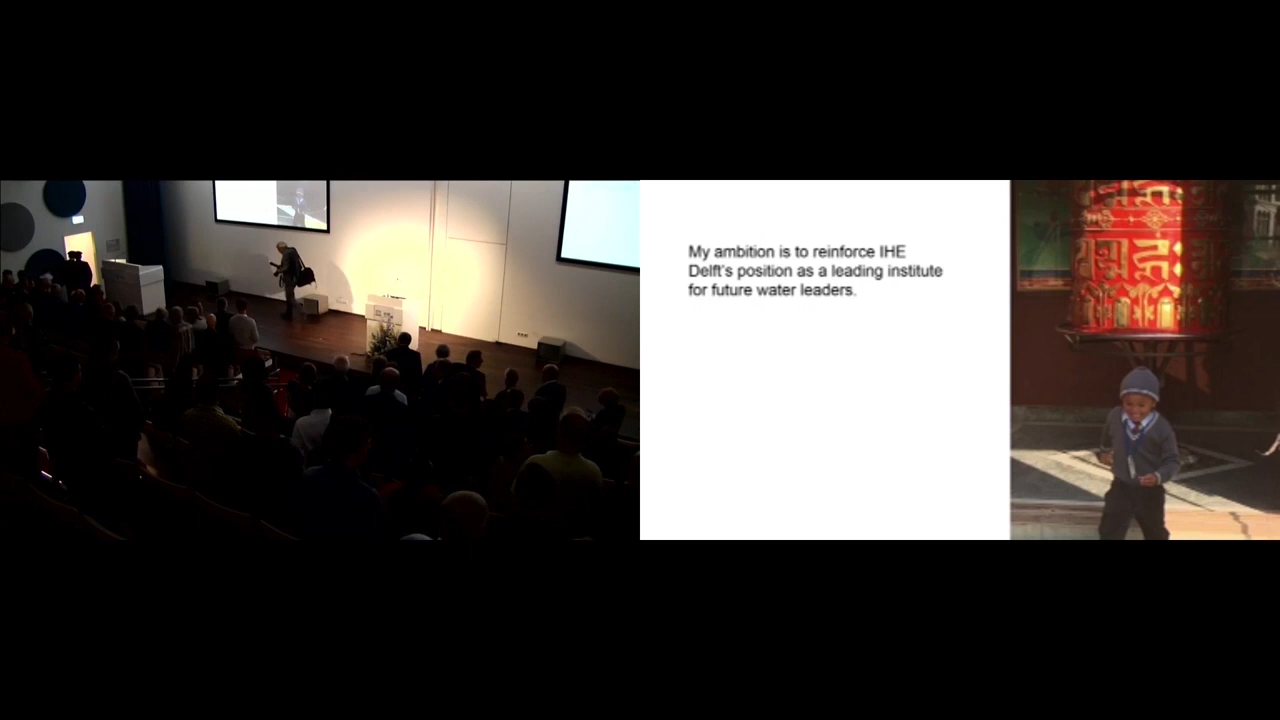 My ambition is to reinforce IHE
Delft's position as a leading institute
for future water leaders.